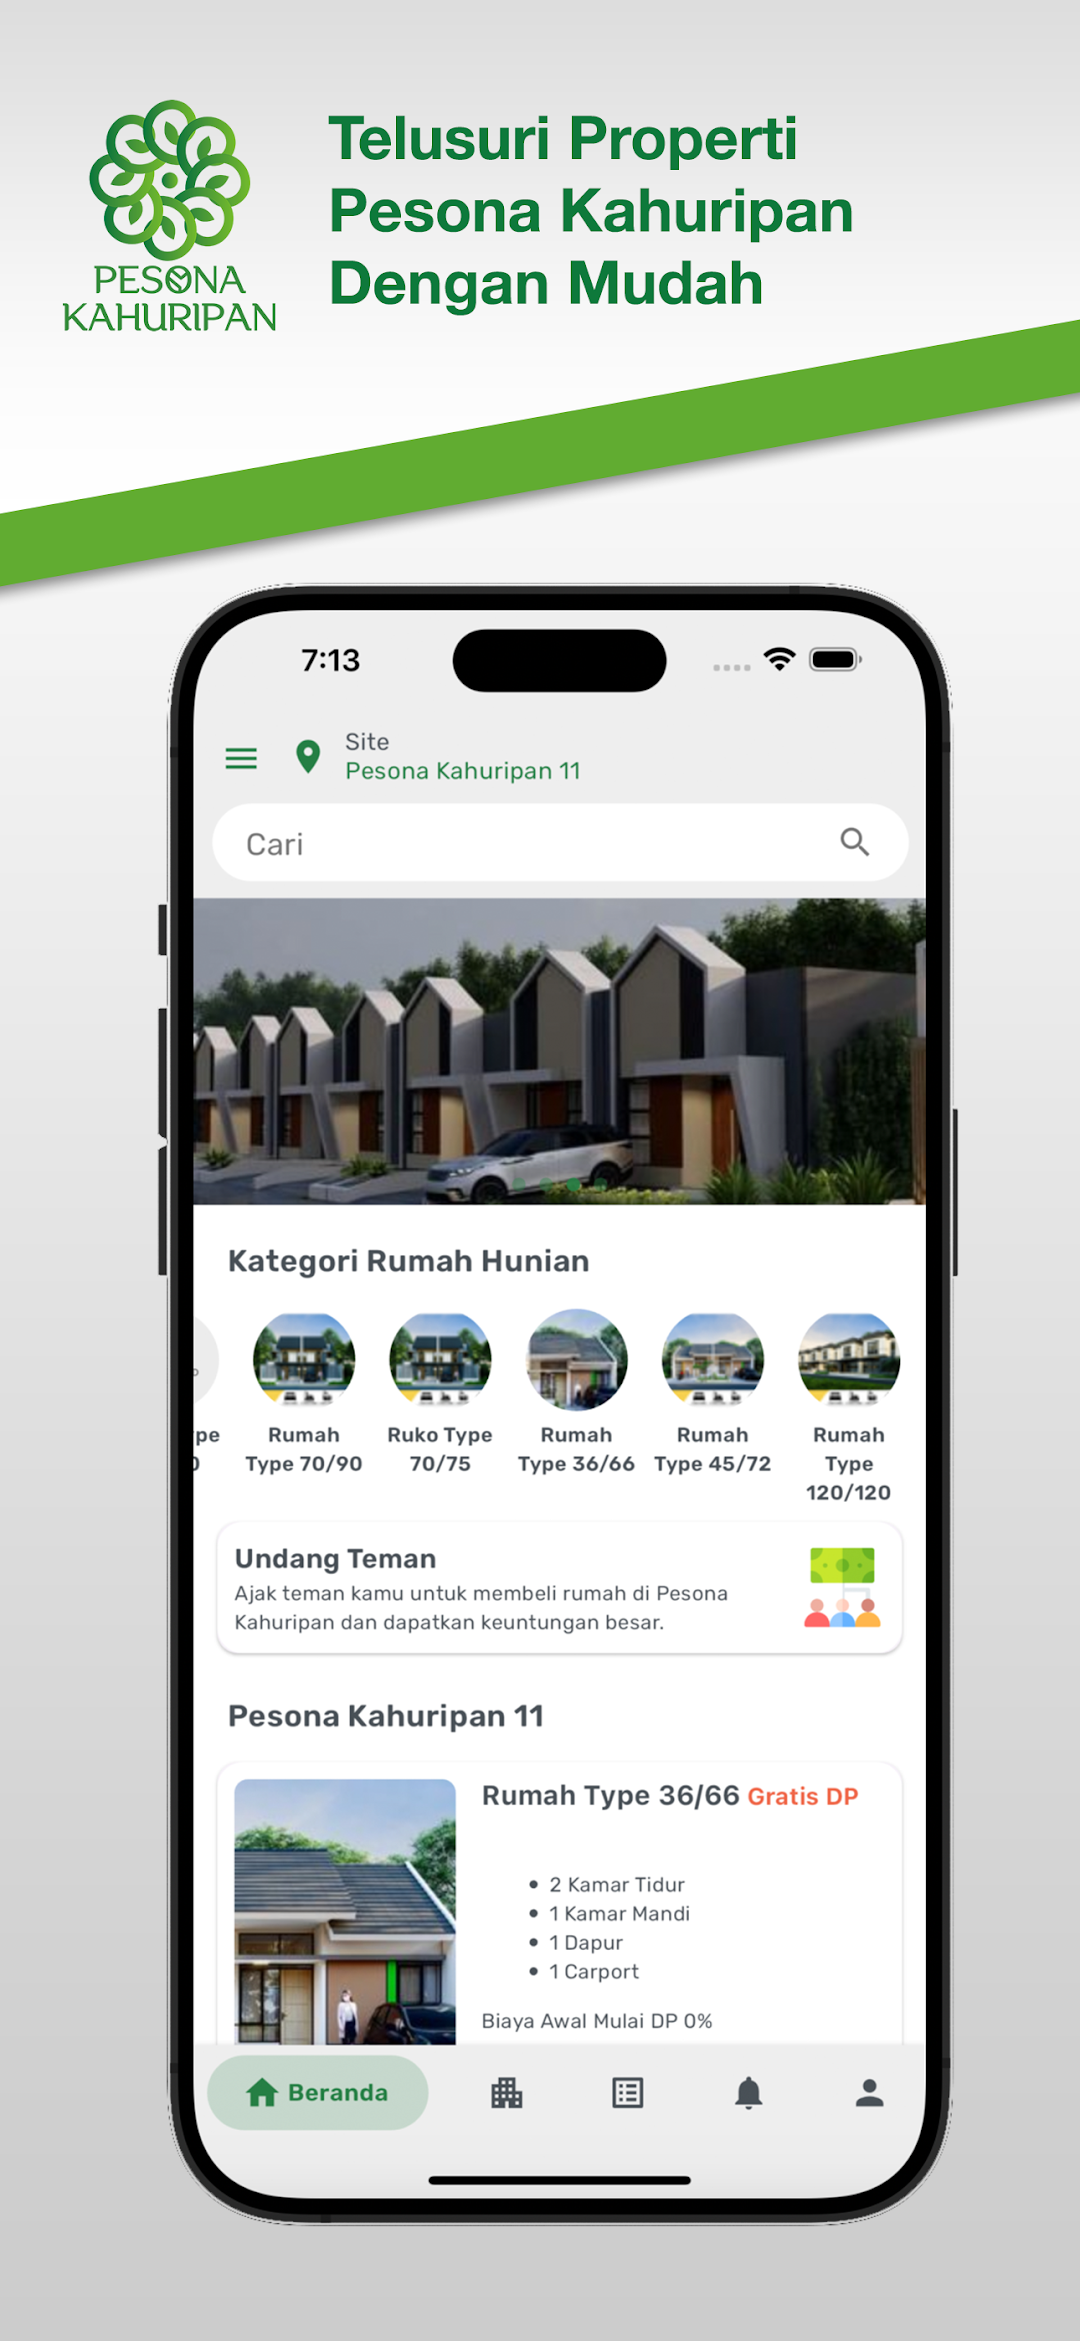 PESONA
KAHURIPAN
Telusuri Properti
Pesona Kahuripan
Dengan Mudah
7:13
Site
Pesona Kahuripan 11
Cari
Kategori Rumah Hunian
Rumah
Type 70/90
Ruko Type
70/75
Rumah
Type 36/66
Rumah
Type 45/72
Rumah
Type
120/120
Undang Teman
Ajak teman kamu untuk membeli rumah di Pesona
Kahuripan dan dapatkan keuntungan besar.
Pesona Kahuripan 11
Rumah Type 36/66 Gratis DP
• 2 Kamar Tidur
• 1 Kamar Mandi
• 1 Dapur
• 1 Carport
Biaya Awal Mulai DP 0%
Beranda